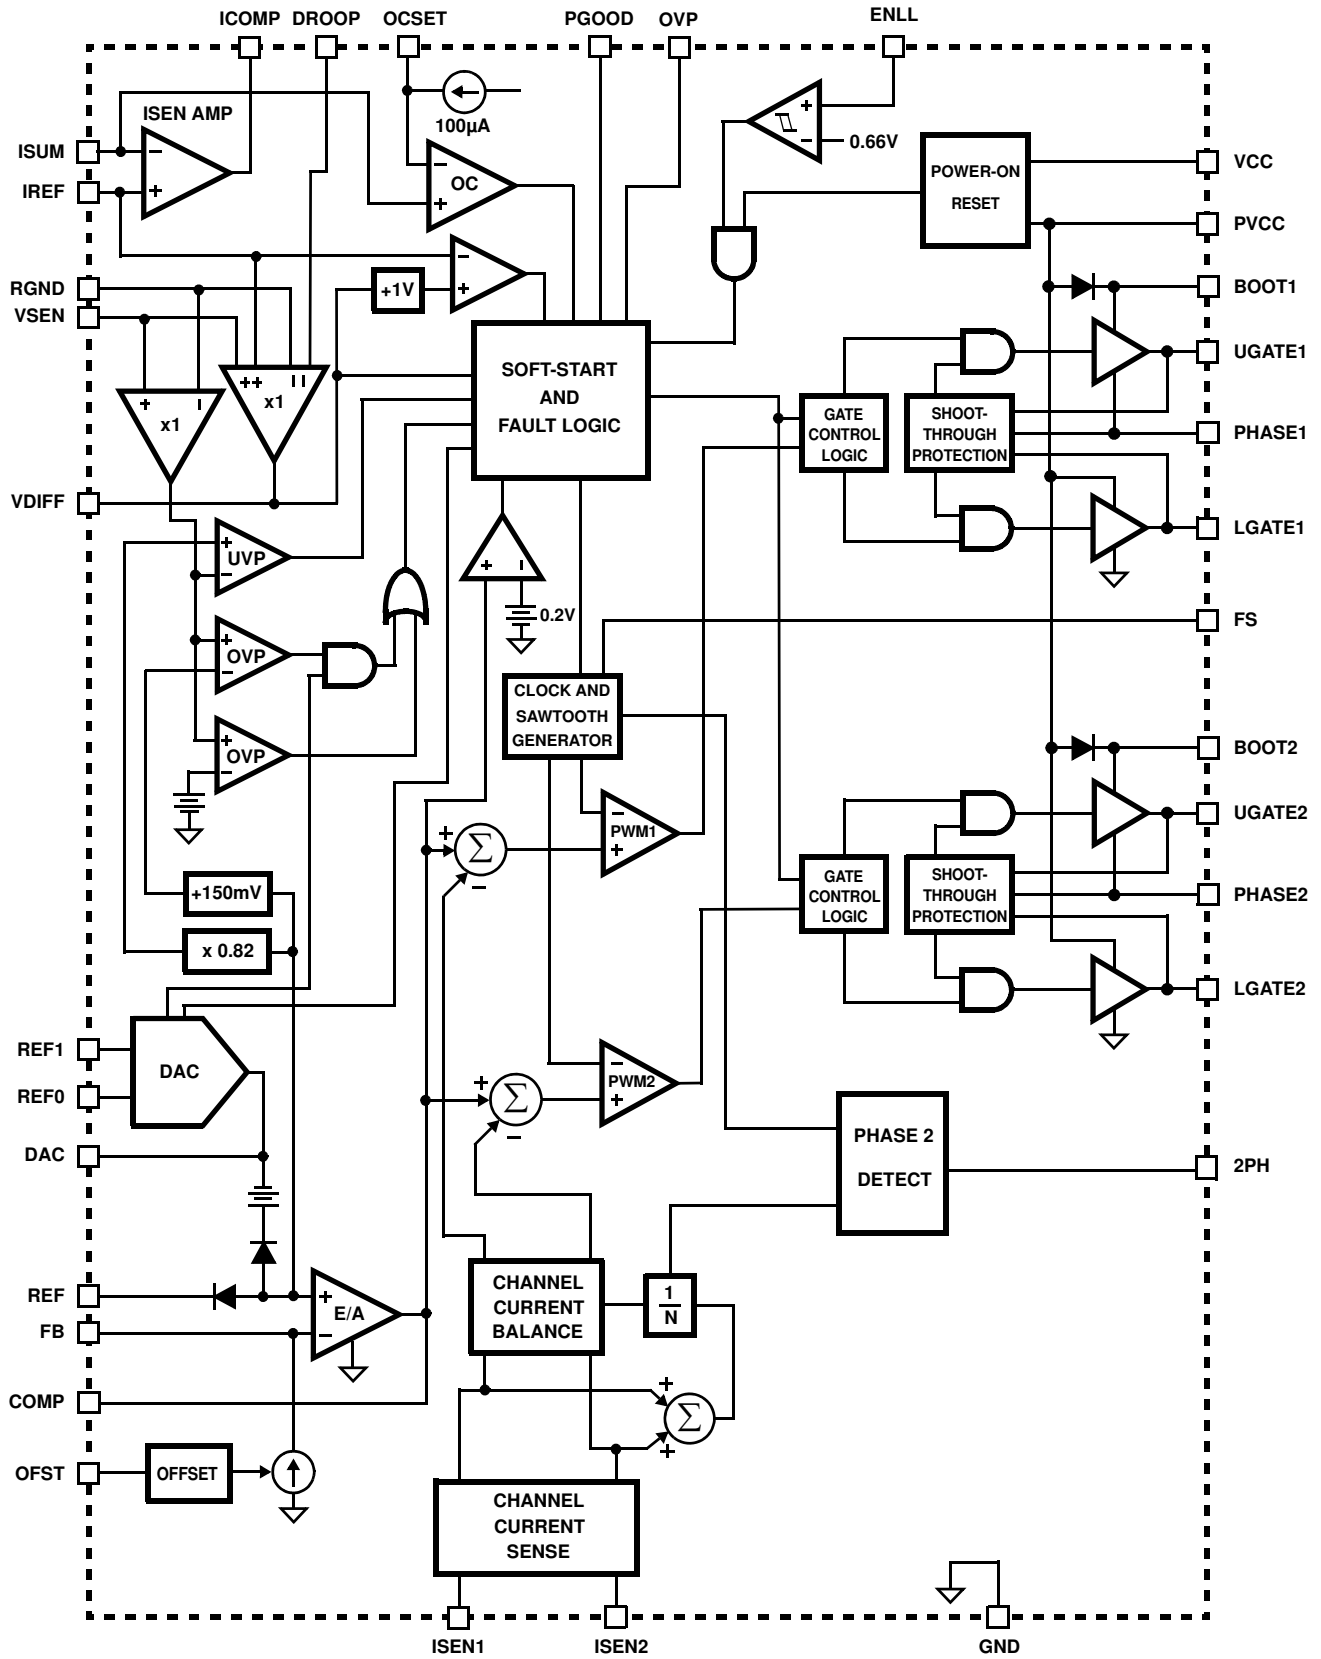 ICOMP DROOP OCSET PGOOD OVP ENLL
ISEN AMP
100µA
+
−
0.66V
ISUM
−
IREF
+
−
OC
+
POWER-ON
RESET
VCC
PVCC
−
+
+1V
RGND
VSEN
BOOT1
UGATE1
PHASE1
LGATE1
+ −
x1
++ − −
x1
SOFT-START
AND
FAULT LOGIC
GATE
CONTROL
LOGIC
SHOOT-
THROUGH
PROTECTION
VDIFF
+
UVP
−
+ −
0.2V
FS
+
OVP
−
+
OVP
−
CLOCK AND
SAWTOOTH
GENERATOR
BOOT2
UGATE2
PHASE2
LGATE2
−
PWM1
+
+
Σ
−
GATE
CONTROL
LOGIC
SHOOT-
THROUGH
PROTECTION
+150mV
x 0.82
REF1
REF0
DAC
DAC
−
PWM2
+
+
Σ
−
PHASE 2
DETECT
2PH
REF
FB
+
E/A
−
CHANNEL
CURRENT
BALANCE
1
N
COMP
+
Σ
+
OFST
OFFSET
CHANNEL
CURRENT
SENSE
ISEN1 ISEN2 GND